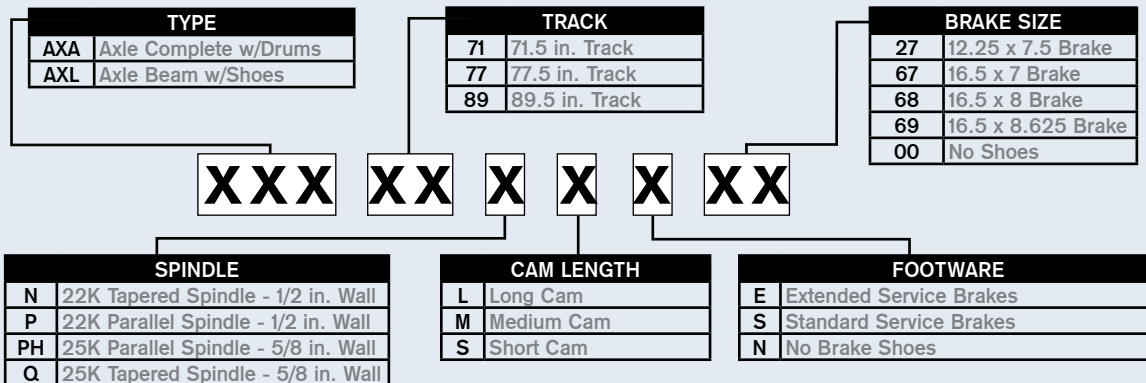 TYPE
AXA Axle Complete w/Drums
AXL Axle Beam w/Shoes
TRACK
71 71.5 in. Track
77 77.5 in. Track
89 89.5 in. Track
BRAKE SIZE
27 12.25 x 7.5 Brake
67 16.5 x 7 Brake
68 16.5 x 8 Brake
69 16.5 x 8.625 Brake
00 No Shoes
XXX XX X X X XX
SPINDLE
N 22K Tapered Spindle - 1/2 in. Wall
P 22K Parallel Spindle - 1/2 in. Wall
PH 25K Parallel Spindle - 5/8 in. Wall
Q 25K Tapered Spindle - 5/8 in. Wall
CAM LENGTH
L Long Cam
M Medium Cam
S Short Cam
FOOTWARE
E Extended Service Brakes
S Standard Service Brakes
N No Brake Shoes